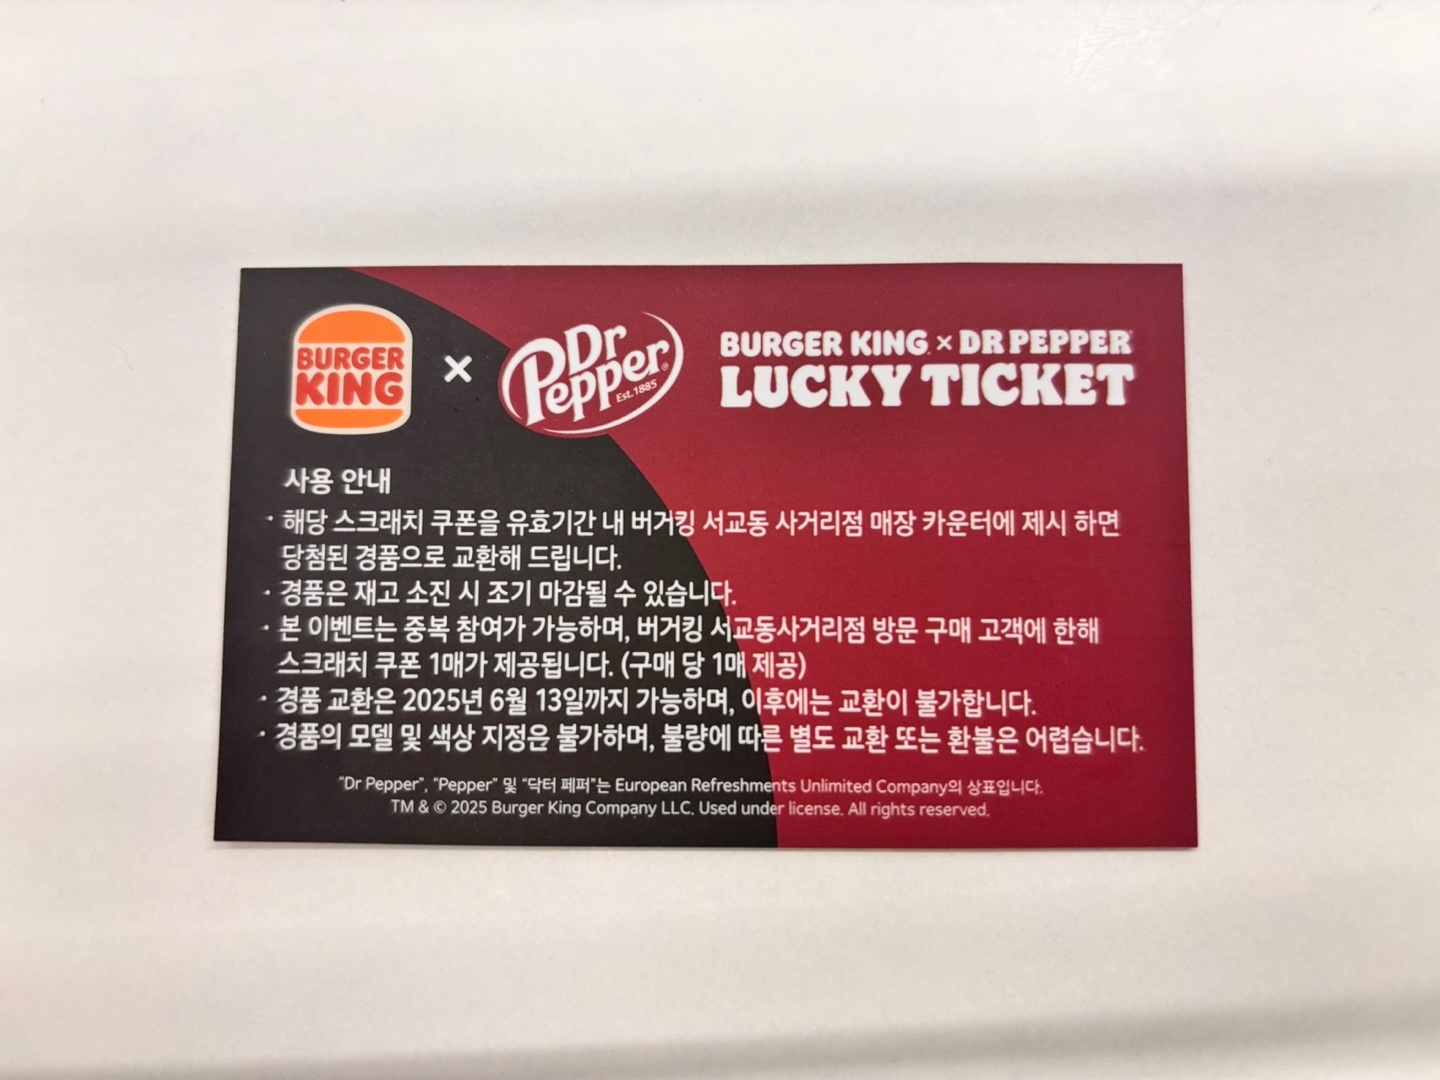 BURGER KING
×
Dr Pepper
Est. 1885
BURGER KING × DR PEPPER
LUCKY TICKET
사용 안내
· 해당 스크래치 쿠폰을 유효기간 내 버거킹 서교동 사거리점 매장 카운터에 제시 하면
당첨된 경품으로 교환해 드립니다.
· 경품은 재고 소진 시 조기 마감될 수 있습니다.
· 본 이벤트는 중복 참여가 가능하며, 버거킹 서교동사거리점 방문 구매 고객에 한해
스크래치 쿠폰 1매가 제공됩니다. (구매 당 1매 제공)
· 경품 교환은 2025년 6월 13일까지 가능하며, 이후에는 교환이 불가합니다.
· 경품의 모델 및 색상 지정은 불가하며, 불량에 따른 별도 교환 또는 환불은 어렵습니다.
“Dr Pepper”, “Pepper” 및 “닥터 페퍼”는 European Refreshments Unlimited Company의 상표입니다.
TM & © 2025 Burger King Company LLC. Used under license. All rights reserved.